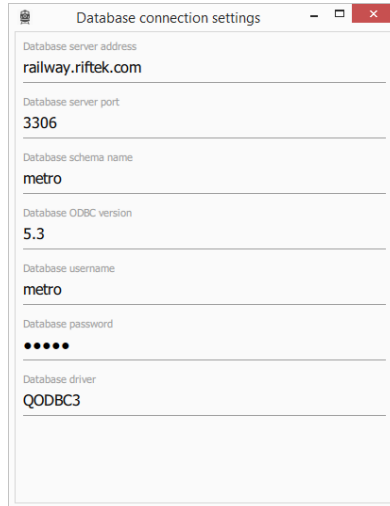 Database connection settings
Database server address
railway.riftek.com
Database server port
3306
Database schema name
metro
Database ODBC version
5.3
Database username
metro
Database password
●●●●●
Database driver
QODBC3